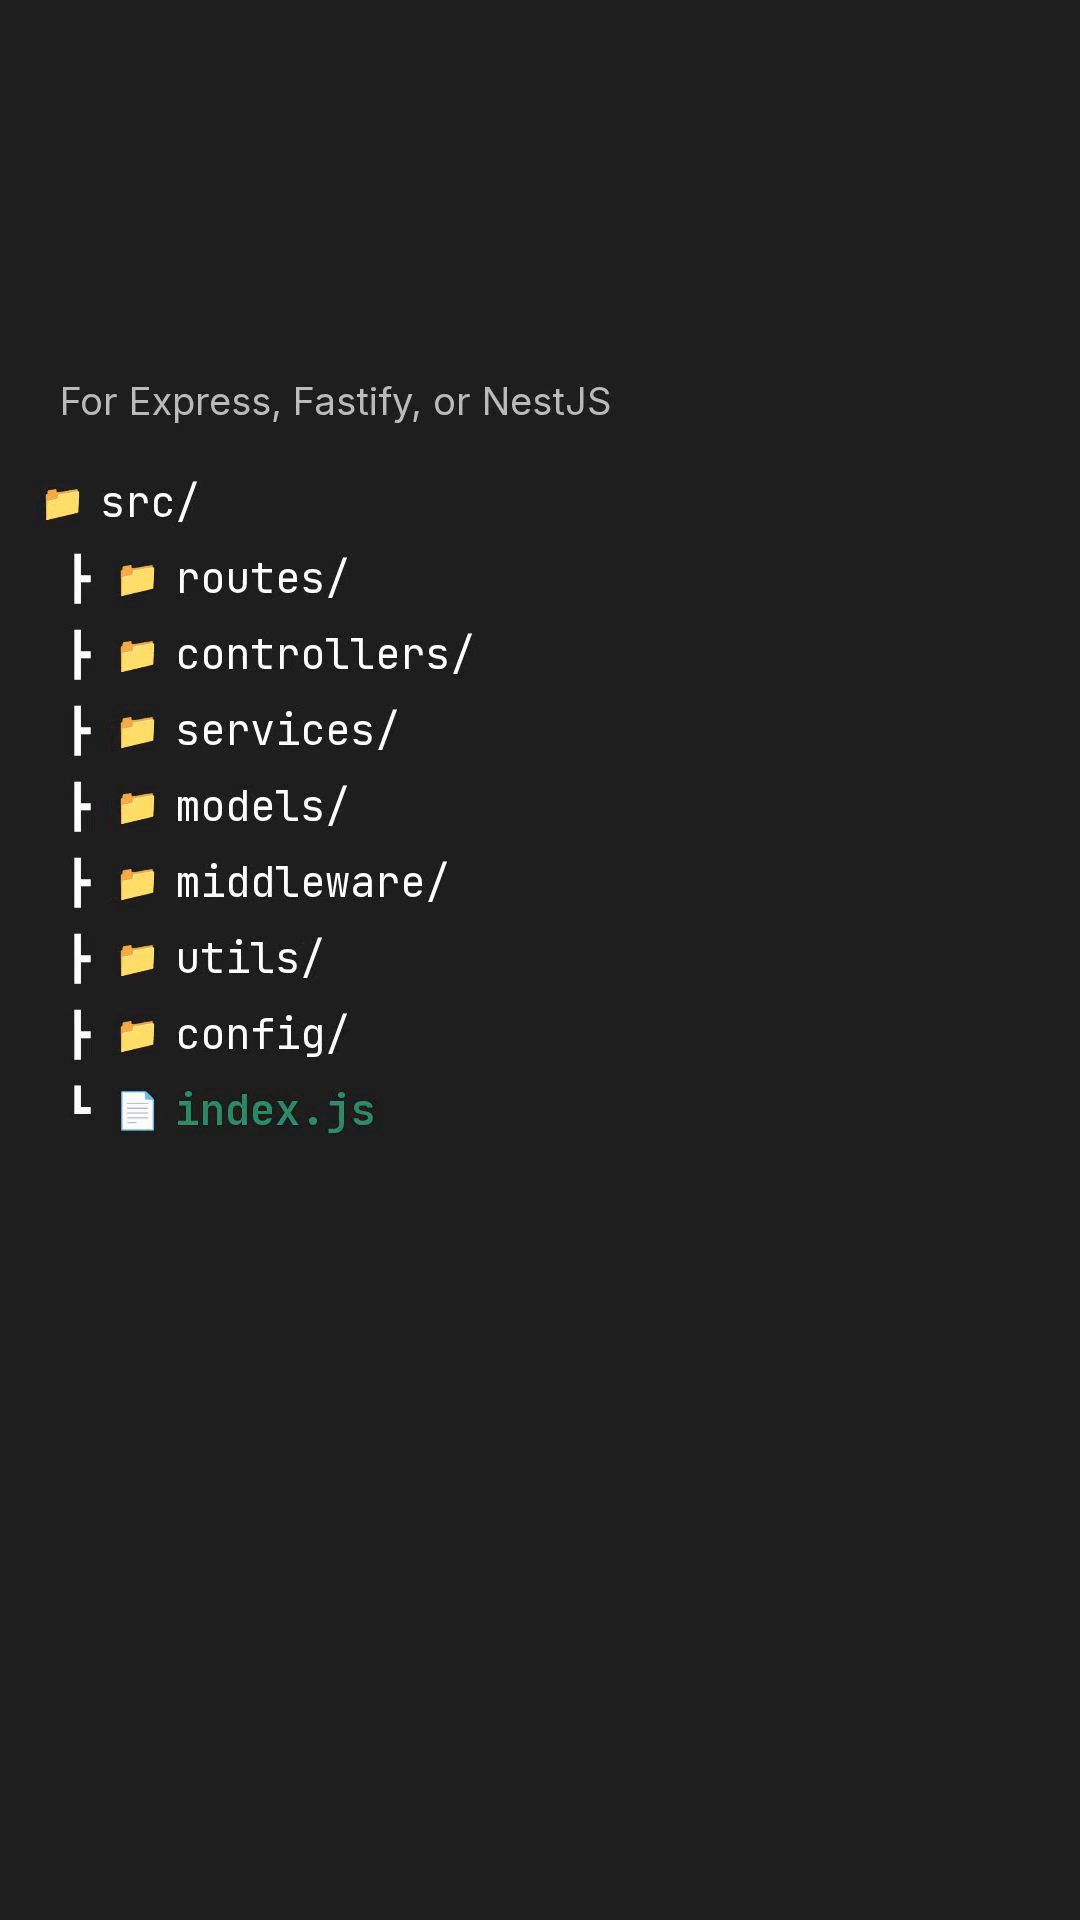 For Express, Fastify, or NestJS
📁 src/
┣ 📁 routes/
┣ 📁 controllers/
┣ 📁 services/
┣ 📁 models/
┣ 📁 middleware/
┣ 📁 utils/
┣ 📁 config/
┗ 📄 index.js